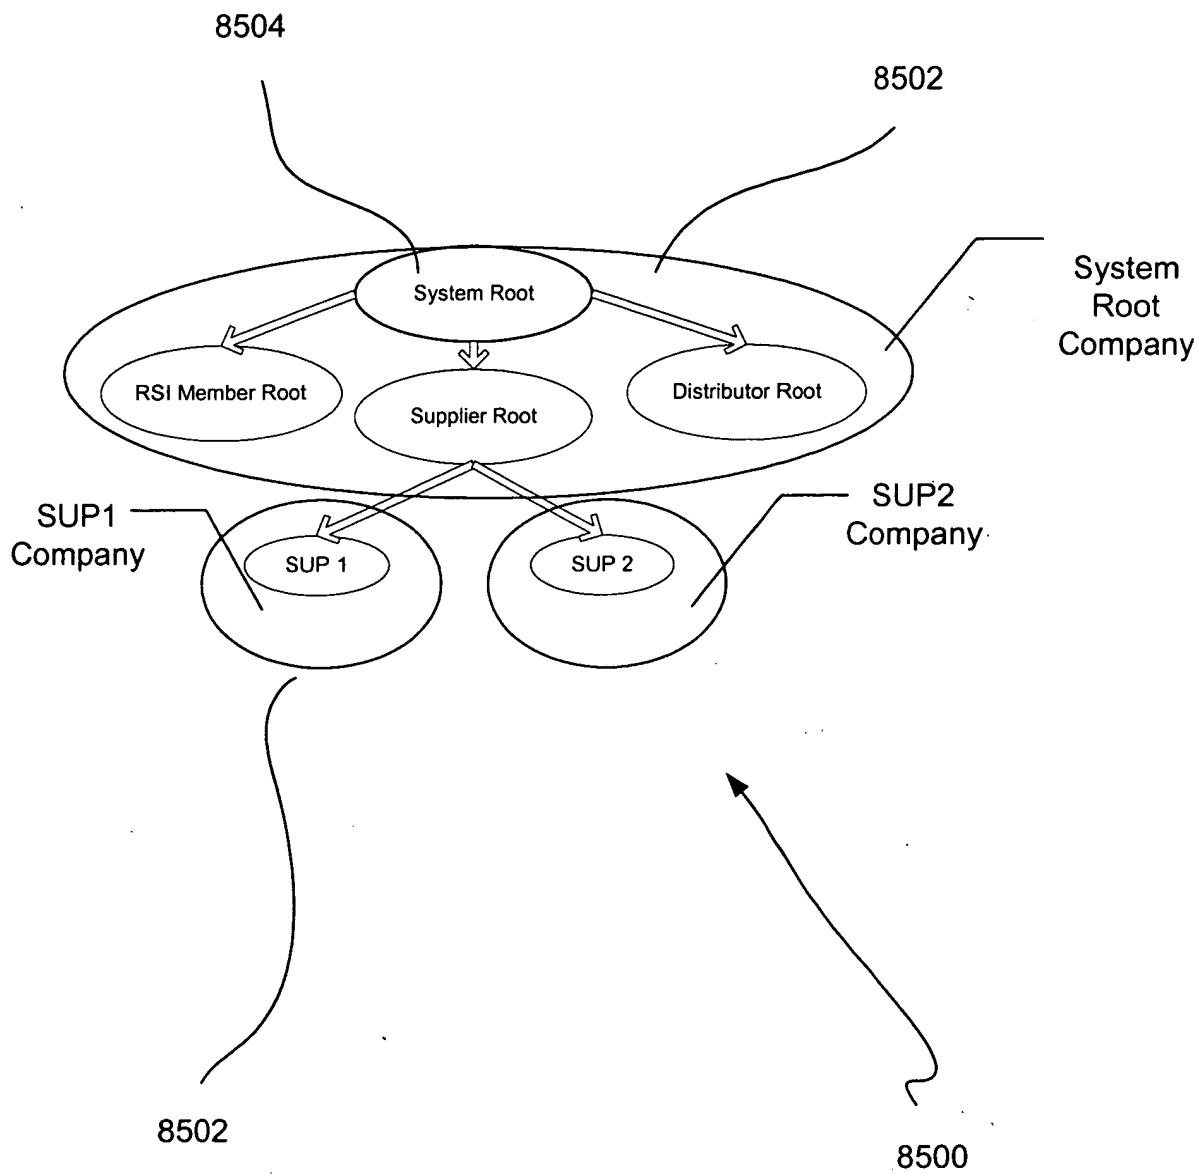 8504
8502
System Root
System
Root
Company
RSI Member Root
Supplier Root
Distributor Root
SUP1
Company
SUP2
Company
SUP 1
SUP 2
8502
8500